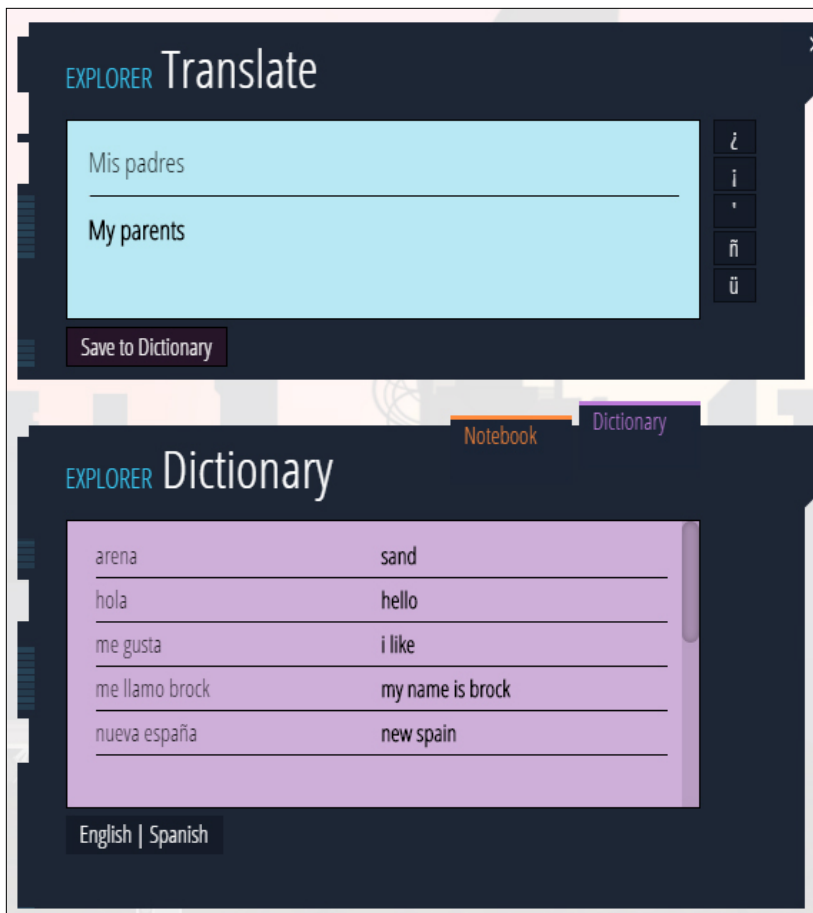 EXPLORER Translate
Mis padres
My parents
¿
¡
'
ñ
ü
Save to Dictionary
Notebook
Dictionary
EXPLORER Dictionary
arena sand
hola hello
me gusta i like
me llamo brock my name is brock
nueva españa new spain
English | Spanish